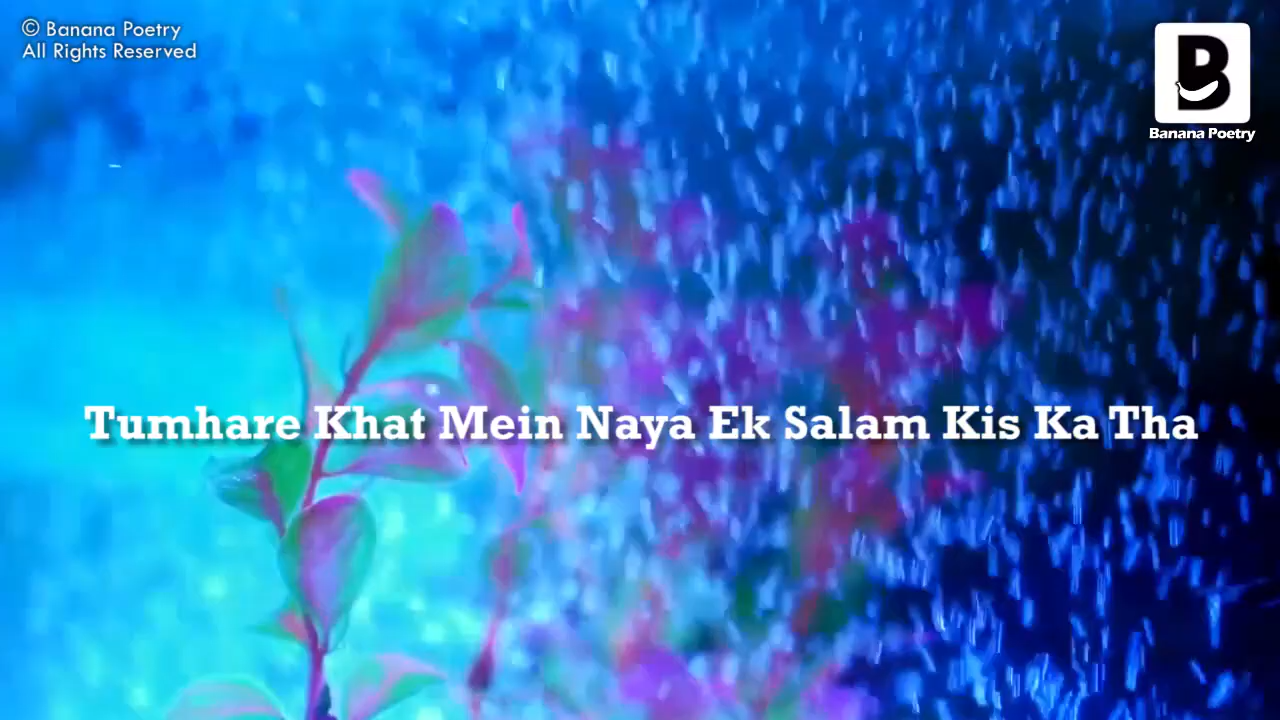 © Banana Poetry
All Rights Reserved
B
Banana Poetry
Tumhare Khat Mein Naya Ek Salam Kis Ka Tha